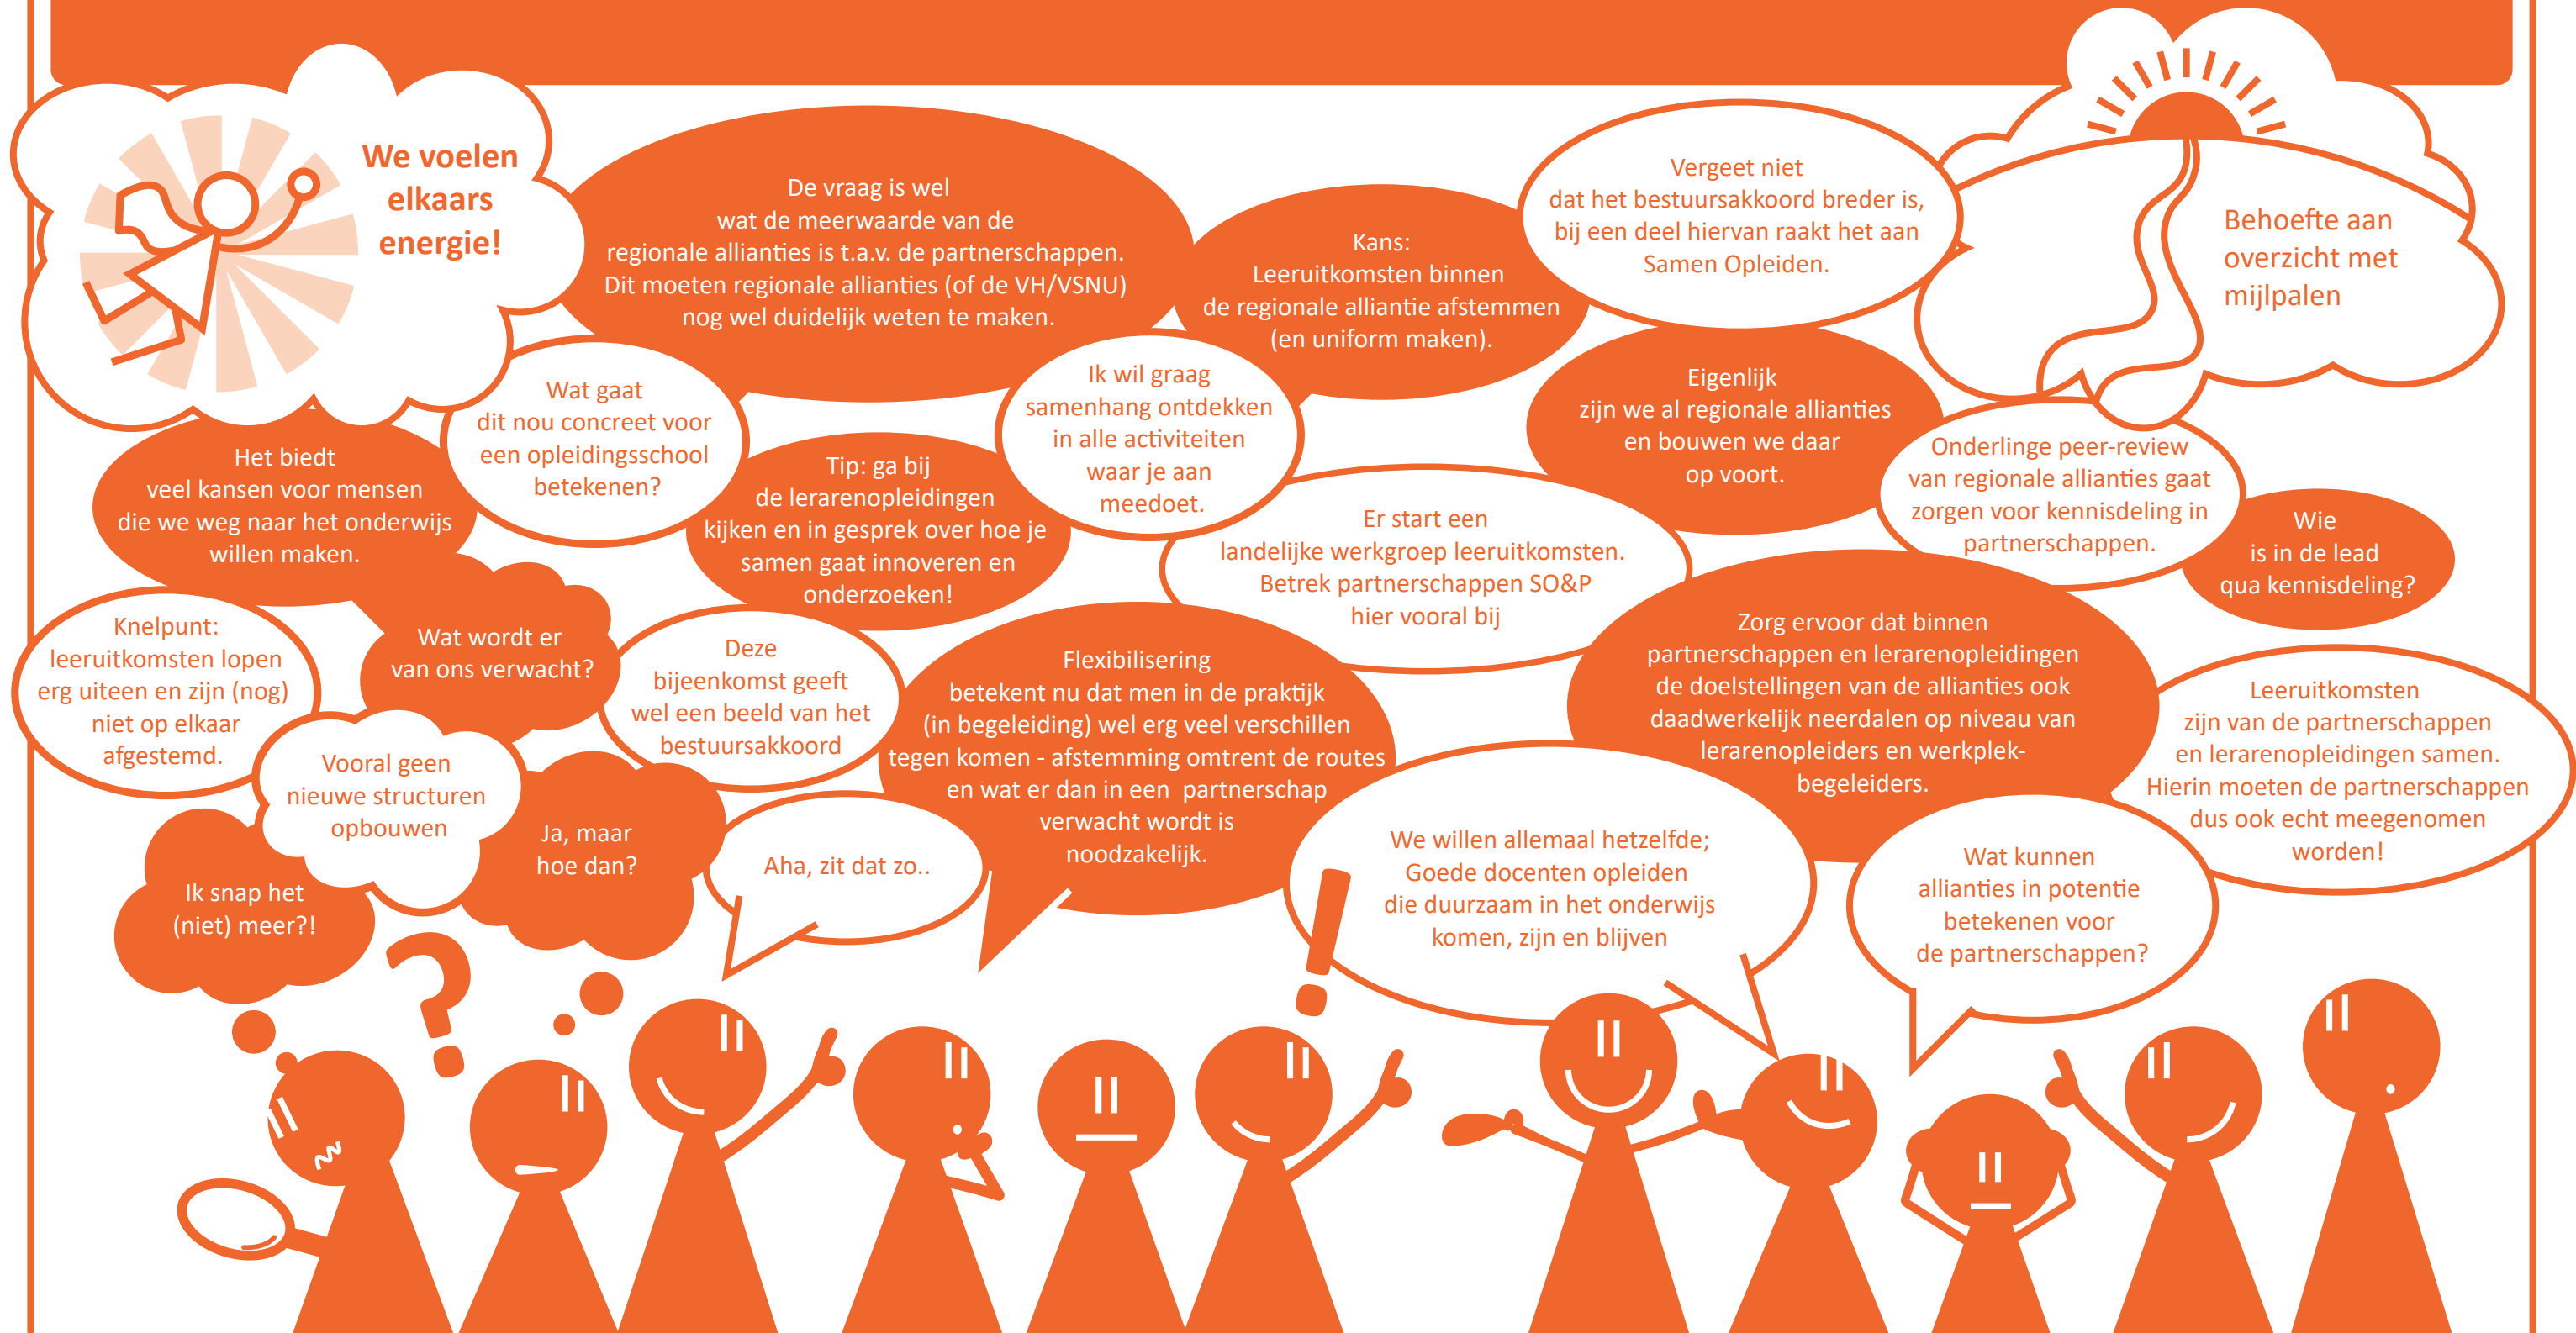 We voelen
elkaars
energie!
De vraag is wel
wat de meerwaarde van de
regionale allianties is t.a.v. de partnerschappen.
Dit moeten regionale allianties (of de VH/VSNU)
nog wel duidelijk weten te maken.
Kans:
Leeruitkomsten binnen
de regionale alliantie afstemmen
(en uniform maken).
Vergeet niet
dat het bestuursakkoord breder is,
bij een deel hiervan raakt het aan
Samen Opleiden.
Behoefte aan
overzicht met
mijlpalen
Wat gaat
dit nou concreet voor
een opleidingsschool
betekenen?
Ik wil graag
samenhang ontdekken
in alle activiteiten
waar je aan
meedoet.
Eigenlijk
zijn we al regionale allianties
en bouwen we daar
op voort.
Onderlinge peer-review
van regionale allianties gaat
zorgen voor kennisdeling in
partnerschappen.
Het biedt
veel kansen voor mensen
die we weg naar het onderwijs
willen maken.
Tip: ga bij
de lerarenopleidingen
kijken en in gesprek over hoe je
samen gaat innoveren en
onderzoeken!
Er start een
landelijke werkgroep leeruitkomsten.
Betrek partnerschappen SO&P
hier vooral bij
Wie
is in de lead
qua kennisdeling?
Knelpunt:
leeruitkomsten lopen
erg uiteen en zijn (nog)
niet op elkaar
afgestemd.
Wat wordt er
van ons verwacht?
Deze
bijeenkomst geeft
wel een beeld van het
bestuursakkoord
Flexibilisering
betekent nu dat men in de praktijk
(in begeleiding) wel erg veel verschillen
tegen komen - afstemming omtrent de routes
en wat er dan in een partnerschap
verwacht wordt is
noodzakelijk.
Zorg ervoor dat binnen
partnerschappen en lerarenopleidingen
de doelstellingen van de allianties ook
daadwerkelijk neerdalen op niveau van
lerarenopleiders en werkplek-
begeleiders.
Leeruitkomsten
zijn van de partnerschappen
en lerarenopleidingen samen.
Hierin moeten de partnerschappen
dus ook echt meegenomen
worden!
Vooral geen
nieuwe structuren
opbouwen
Ja, maar
hoe dan?
Aha, zit dat zo..
We willen allemaal hetzelfde;
Goede docenten opleiden
die duurzaam in het onderwijs
komen, zijn en blijven
Wat kunnen
allianties in potentie
betekenen voor
de partnerschappen?
Ik snap het
(niet) meer?!
?
!